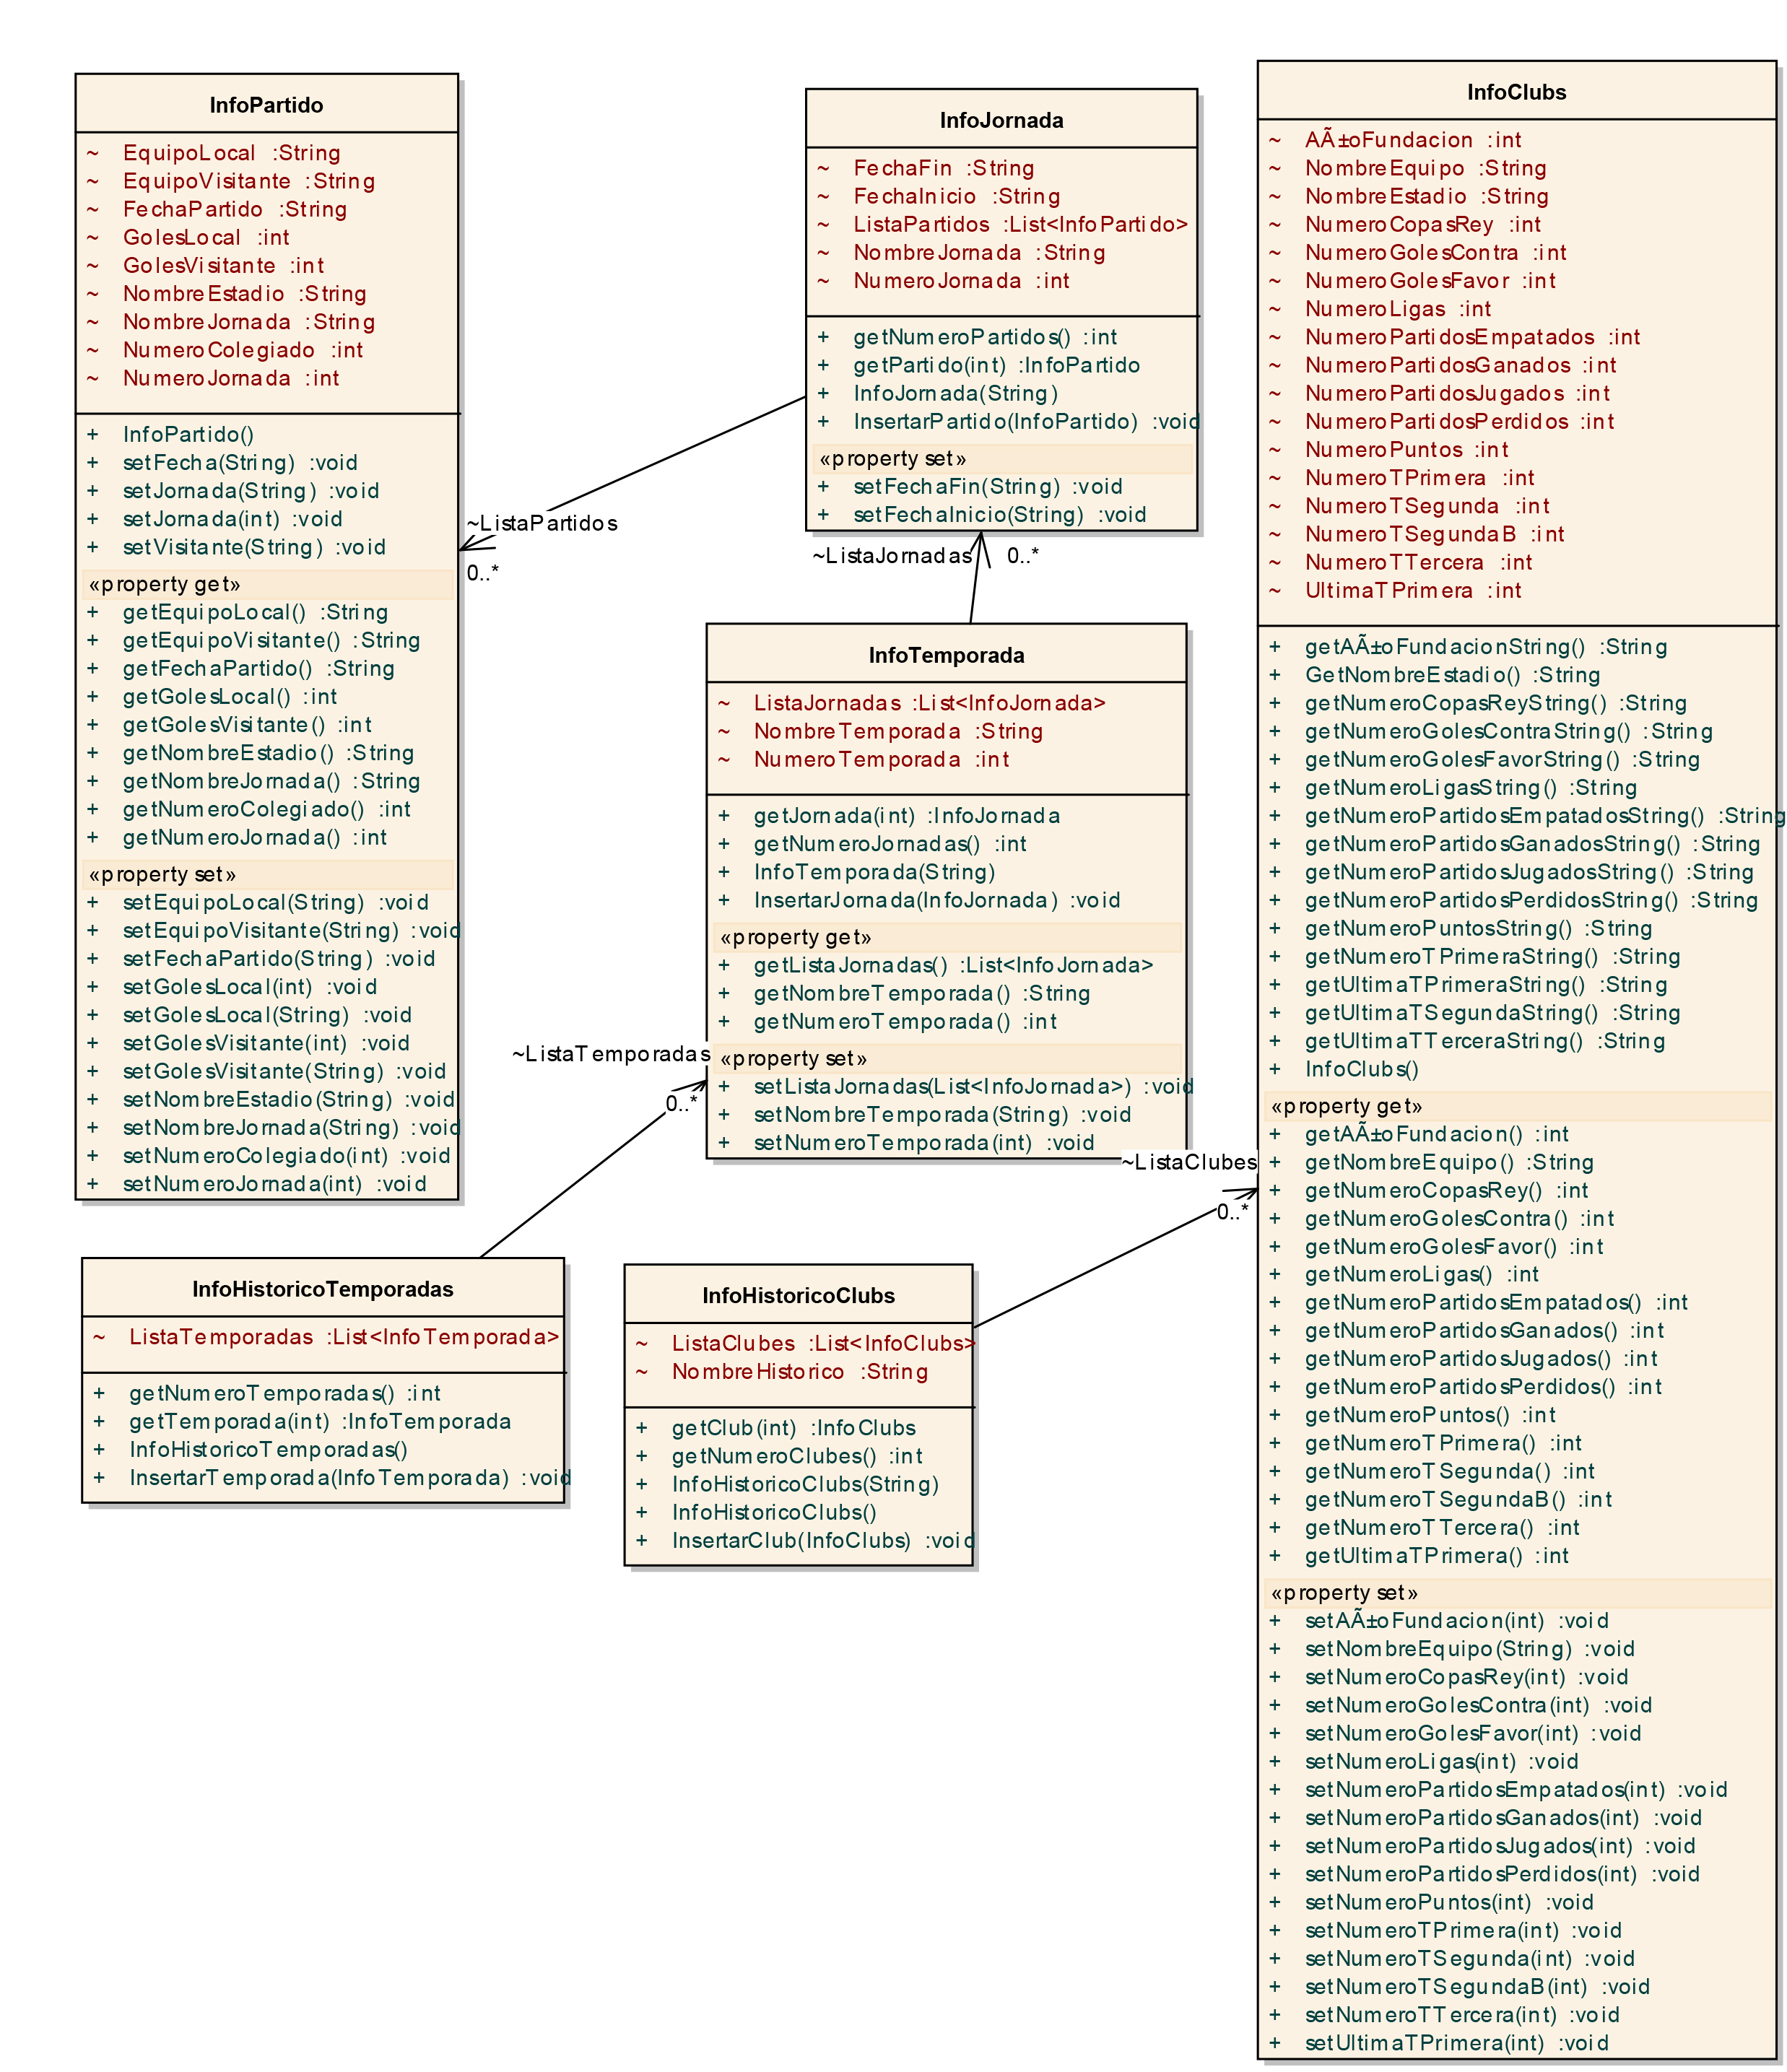 InfoPartido
~ EquipoLocal :String
~ EquipoVisitante :String
~ FechaPartido :String
~ GolesLocal :int
~ GolesVisitante :int
~ NombreEstadio :String
~ NombreJornada :String
~ NumeroColegiado :int
~ NumeroJornada :int
+ InfoPartido()
+ setFecha(String) :void
+ setJornada(String) :void
+ setJornada(int) :void
+ setVisitante(String) :void
«property get»
+ getEquipoLocal() :String
+ getEquipoVisitante() :String
+ getFechaPartido() :String
+ getGolesLocal() :int
+ getGolesVisitante() :int
+ getNombreEstadio() :String
+ getNombreJornada() :String
+ getNumeroColegiado() :int
+ getNumeroJornada() :int
«property set»
+ setEquipoLocal(String) :void
+ setEquipoVisitante(String) :void
+ setFechaPartido(String) :void
+ setGolesLocal(int) :void
+ setGolesLocal(String) :void
+ setGolesVisitante(int) :void
+ setGolesVisitante(String) :void
+ setNombreEstadio(String) :void
+ setNombreJornada(String) :void
+ setNumeroColegiado(int) :void
+ setNumeroJornada(int) :void
~ListaPartidos
0..*
InfoJornada
~ FechaFin :String
~ FechaInicio :String
~ ListaPartidos :List<InfoPartido>
~ NombreJornada :String
~ NumeroJornada :int
+ getNumeroPartidos() :int
+ getPartido(int) :InfoPartido
+ InfoJornada(String)
+ InsertarPartido(InfoPartido) :void
«property set»
+ setFechaFin(String) :void
+ setFechaInicio(String) :void
~ListaJornadas 0..*
InfoTemporada
~ ListaJornadas :List<InfoJornada>
~ NombreTemporada :String
~ NumeroTemporada :int
+ getJornada(int) :InfoJornada
+ getNumeroJornadas() :int
+ InfoTemporada(String)
+ InsertarJornada(InfoJornada) :void
«property get»
+ getListaJornadas() :List<InfoJornada>
+ getNombreTemporada() :String
+ getNumeroTemporada() :int
«property set»
+ setListaJornadas(List<InfoJornada>) :void
+ setNombreTemporada(String) :void
+ setNumeroTemporada(int) :void
~ListaTemporadas
0..*
InfoHistoricoTemporadas
~ ListaTemporadas :List<InfoTemporada>
+ getNumeroTemporadas() :int
+ getTemporada(int) :InfoTemporada
+ InfoHistoricoTemporadas()
+ InsertarTemporada(InfoTemporada) :void
InfoHistoricoClubs
~ ListaClubes :List<InfoClubs>
~ NombreHistorico :String
+ getClub(int) :InfoClubs
+ getNumeroClubes() :int
+ InfoHistoricoClubs(String)
+ InfoHistoricoClubs()
+ InsertarClub(InfoClubs) :void
~ListaClubes
0..*
InfoClubs
~ AÃ±oFundacion :int
~ NombreEquipo :String
~ NombreEstadio :String
~ NumeroCopasRey :int
~ NumeroGolesContra :int
~ NumeroGolesFavor :int
~ NumeroLigas :int
~ NumeroPartidosEmpatados :int
~ NumeroPartidosGanados :int
~ NumeroPartidosJugados :int
~ NumeroPartidosPerdidos :int
~ NumeroPuntos :int
~ NumeroTPrimera :int
~ NumeroTSegunda :int
~ NumeroTSegundaB :int
~ NumeroTTercera :int
~ UltimaTPrimera :int
+ getAÃ±oFundacionString() :String
+ GetNombreEstadio() :String
+ getNumeroCopasReyString() :String
+ getNumeroGolesContraString() :String
+ getNumeroGolesFavorString() :String
+ getNumeroLigasString() :String
+ getNumeroPartidosEmpatadosString() :String
+ getNumeroPartidosGanadosString() :String
+ getNumeroPartidosJugadosString() :String
+ getNumeroPartidosPerdidosString() :String
+ getNumeroPuntosString() :String
+ getNumeroTPrimeraString() :String
+ getUltimaTPrimeraString() :String
+ getUltimaTSegundaString() :String
+ getUltimaTTerceraString() :String
+ InfoClubs()
«property get»
+ getAÃ±oFundacion() :int
+ getNombreEquipo() :String
+ getNumeroCopasRey() :int
+ getNumeroGolesContra() :int
+ getNumeroGolesFavor() :int
+ getNumeroLigas() :int
+ getNumeroPartidosEmpatados() :int
+ getNumeroPartidosGanados() :int
+ getNumeroPartidosJugados() :int
+ getNumeroPartidosPerdidos() :int
+ getNumeroPuntos() :int
+ getNumeroTPrimera() :int
+ getNumeroTSegunda() :int
+ getNumeroTSegundaB() :int
+ getNumeroTTercera() :int
+ getUltimaTPrimera() :int
«property set»
+ setAÃ±oFundacion(int) :void
+ setNombreEquipo(String) :void
+ setNumeroCopasRey(int) :void
+ setNumeroGolesContra(int) :void
+ setNumeroGolesFavor(int) :void
+ setNumeroLigas(int) :void
+ setNumeroPartidosEmpatados(int) :void
+ setNumeroPartidosGanados(int) :void
+ setNumeroPartidosJugados(int) :void
+ setNumeroPartidosPerdidos(int) :void
+ setNumeroPuntos(int) :void
+ setNumeroTPrimera(int) :void
+ setNumeroTSegunda(int) :void
+ setNumeroTSegundaB(int) :void
+ setNumeroTTercera(int) :void
+ setUltimaTPrimera(int) :void